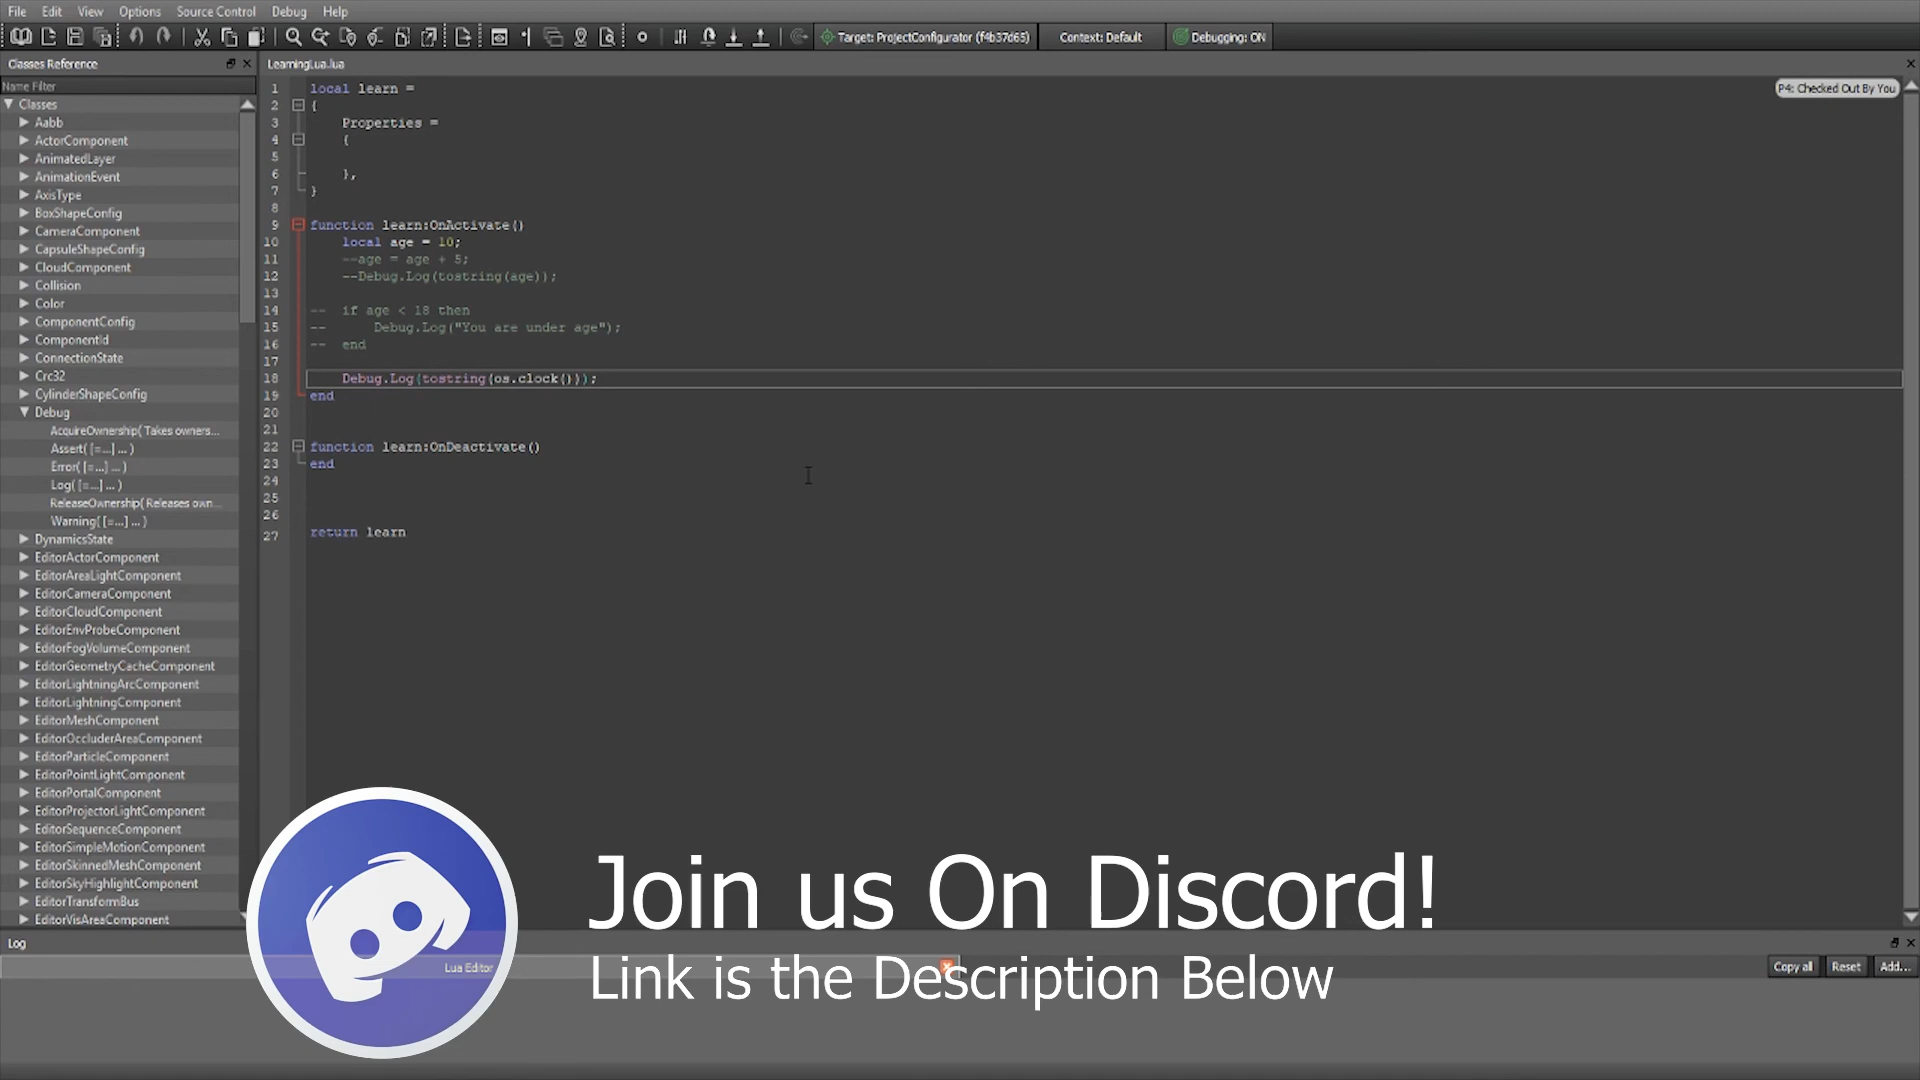 File Edit View Options Source Control Debug Help
Target: ProjectConfigurator (f4b37d65) Context: Default Debugging: ON
Classes Reference
LearningLua.lua
Name Filter
P4: Checked Out By You
Classes
Aabb
ActorComponent
AnimatedLayer
AnimationEvent
AxisType
BoxShapeConfig
CameraComponent
CapsuleShapeConfig
CloudComponent
Collision
Color
ComponentConfig
ComponentId
ConnectionState
Crc32
CylinderShapeConfig
Debug
AcquireOwnership( Takes owners...
Assert( [=...] ... )
Error( [=...] ... )
Log( [=...] ... )
ReleaseOwnership( Releases own...
Warning( [=...] ... )
DynamicsState
EditorActorComponent
EditorAreaLightComponent
EditorCameraComponent
EditorCloudComponent
EditorEnvProbeComponent
EditorFogVolumeComponent
EditorGeometryCacheComponent
EditorLightningArcComponent
EditorLightningComponent
EditorMeshComponent
EditorOccluderAreaComponent
EditorParticleComponent
EditorPointLightComponent
EditorPortalComponent
EditorProjectorLightComponent
EditorSequenceComponent
EditorSimpleMotionComponent
EditorSkinnedMeshComponent
EditorSkyHighlightComponent
EditorTransformBus
EditorVisAreaComponent
1 local learn =
2 {
3 Properties =
4 {
5
6 },
7 }
8
9 function learn:OnActivate()
10 local age = 10;
11 --age = age + 5;
12 --Debug.Log(tostring(age));
13
14 -- if age < 18 then
15 -- Debug.Log("You are under age");
16 -- end
17
18 Debug.Log(tostring(os.clock()));
19 end
20
21
22 function learn:OnDeactivate()
23 end
24
25
26
27 return learn
Log
Lua Editor
Copy all Reset Add...
Join us On Discord!
Link is the Description Below